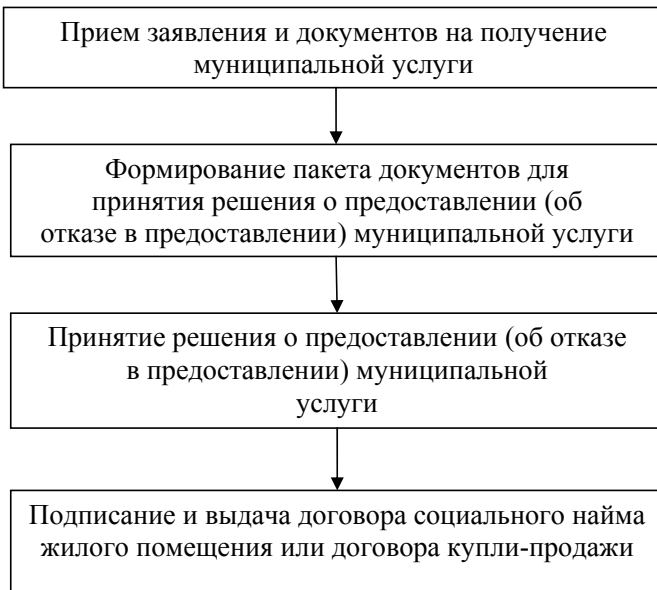 Прием заявления и документов на получение
муниципальной услуги
Формирование пакета документов для
принятия решения о предоставлении (об
отказе в предоставлении) муниципальной услуги
Принятие решения о предоставлении (об отказе
в предоставлении) муниципальной
услуги
Подписание и выдача договора социального найма
жилого помещения или договора купли-продажи